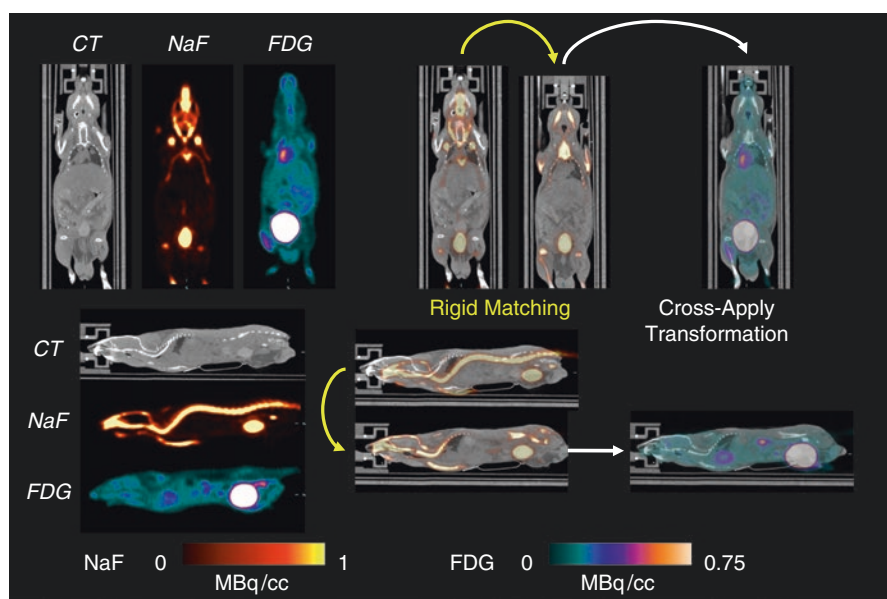 CT NaF FDG
Rigid Matching
Cross-Apply
Transformation
CT
NaF
FDG
NaF 0 1
MBq/cc
FDG 0 0.75
MBq/cc